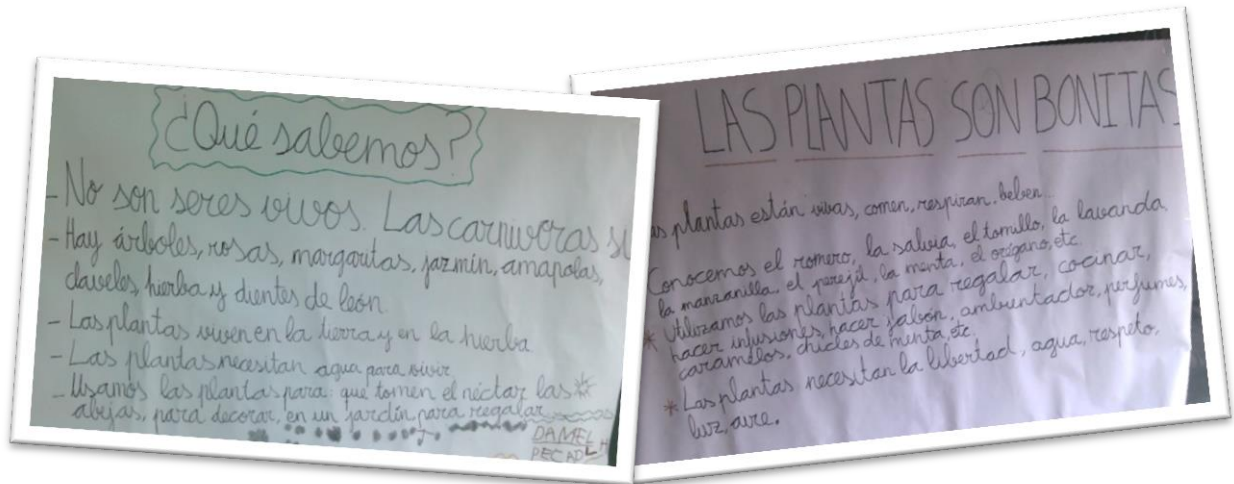 ¿Qué sabemos?
- No son seres vivos. Las carnivoras si
- Hay árboles, rosas, margaritas, jazmín, amapolas,
claveles, hierba y dientes de león.
- Las plantas viven en la tierra y en la hierba
- Las plantas necesitan agua para vivir
- Usamos las plantas para: que tomen el néctar las
abejas, para decorar, en un jardín, para regalar
LAS PLANTAS SON BONITAS
as plantas están vivas, comen, respiran, beben...
Conocemos el romero, la salvia, el tomillo, la lavanda,
la manzanilla, el perejil, la menta, el orégano, etc.
* Utilizamos las plantas para regalar, cocinar,
hacer infusiones, hacer jabón, ambientador, perfumes,
caramelos, chicles de menta, etc.
* Las plantas necesitan la libertad, agua, respeto,
luz, aire.